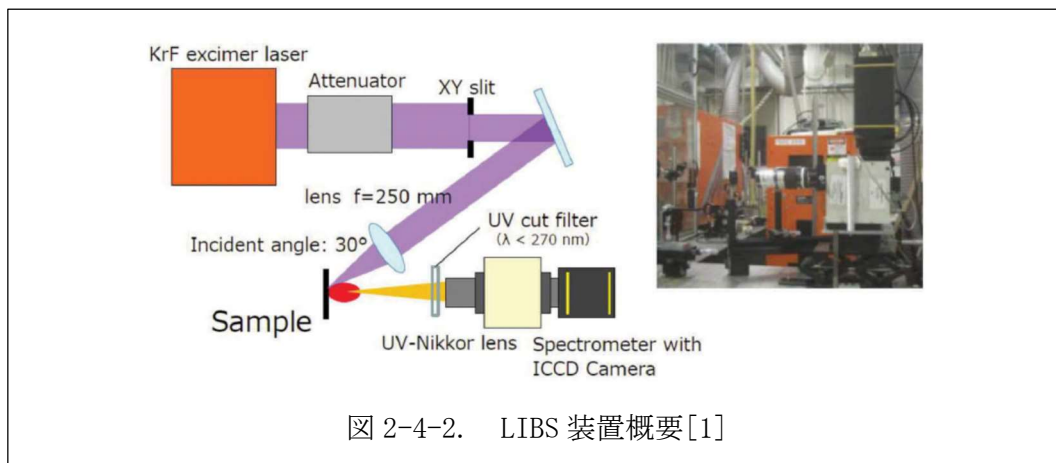 KrF excimer laser
Attenuator
XY slit
lens f=250 mm
UV cut filter
(λ < 270 nm)
Incident angle: 30°
Sample
UV-Nikkor lens
Spectrometer with
ICCD Camera
図 2-4-2. LIBS 装置概要[1]